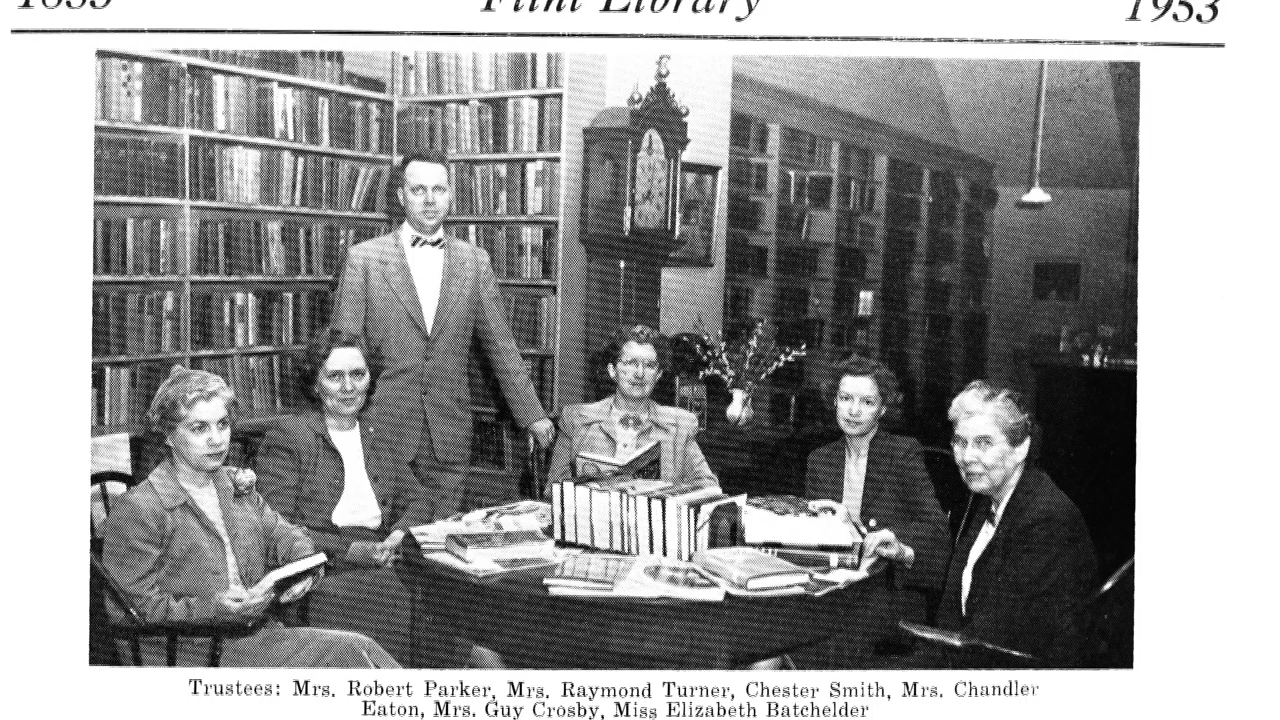 1833 Flint Library 1953
Trustees: Mrs. Robert Parker, Mrs. Raymond Turner, Chester Smith, Mrs. Chandler
Eaton, Mrs. Guy Crosby, Miss Elizabeth Batchelder